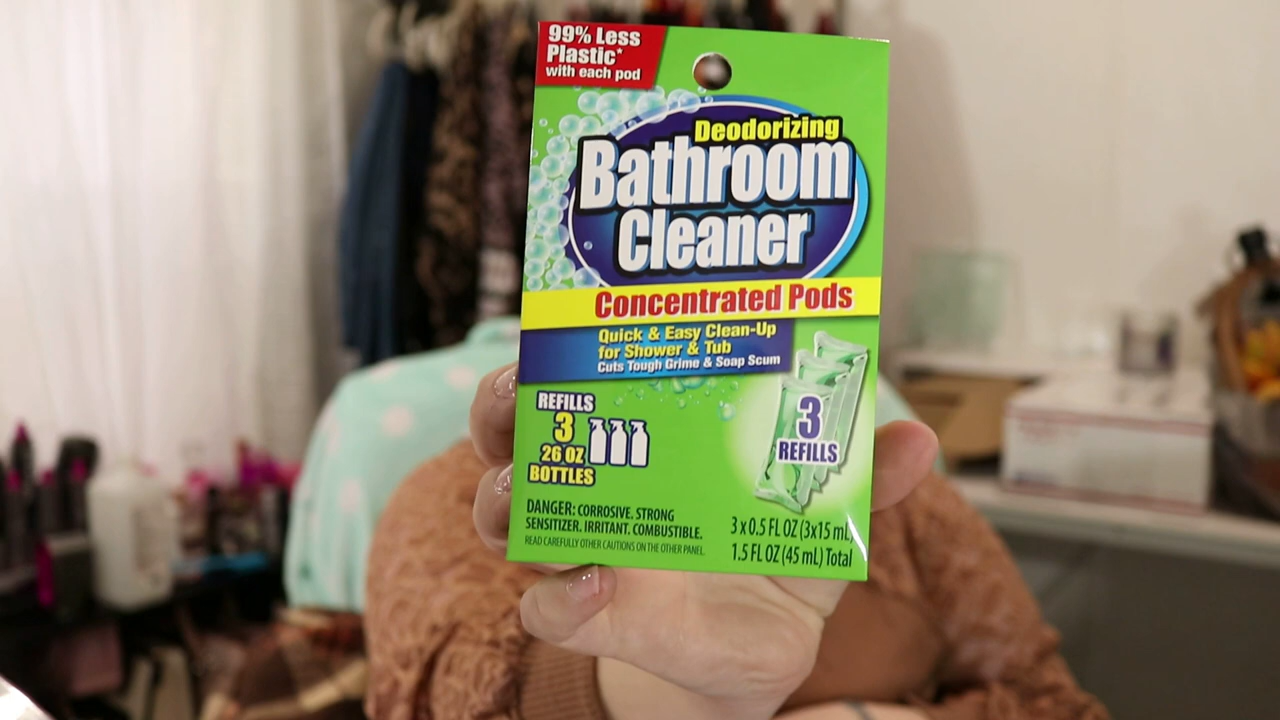 99% Less
Plastic*
with each pod
Deodorizing
Bathroom
Cleaner
Concentrated Pods
Quick & Easy Clean-Up
for Shower & Tub
Cuts Tough Grime & Soap Scum
REFILLS
3
26 OZ
BOTTLES
3
REFILLS
DANGER: CORROSIVE. STRONG
SENSITIZER. IRRITANT. COMBUSTIBLE.
READ CAREFULLY OTHER CAUTIONS ON THE OTHER PANEL.
3 x 0.5 FL OZ (3x15 mL)
1.5 FL OZ (45 mL) Total